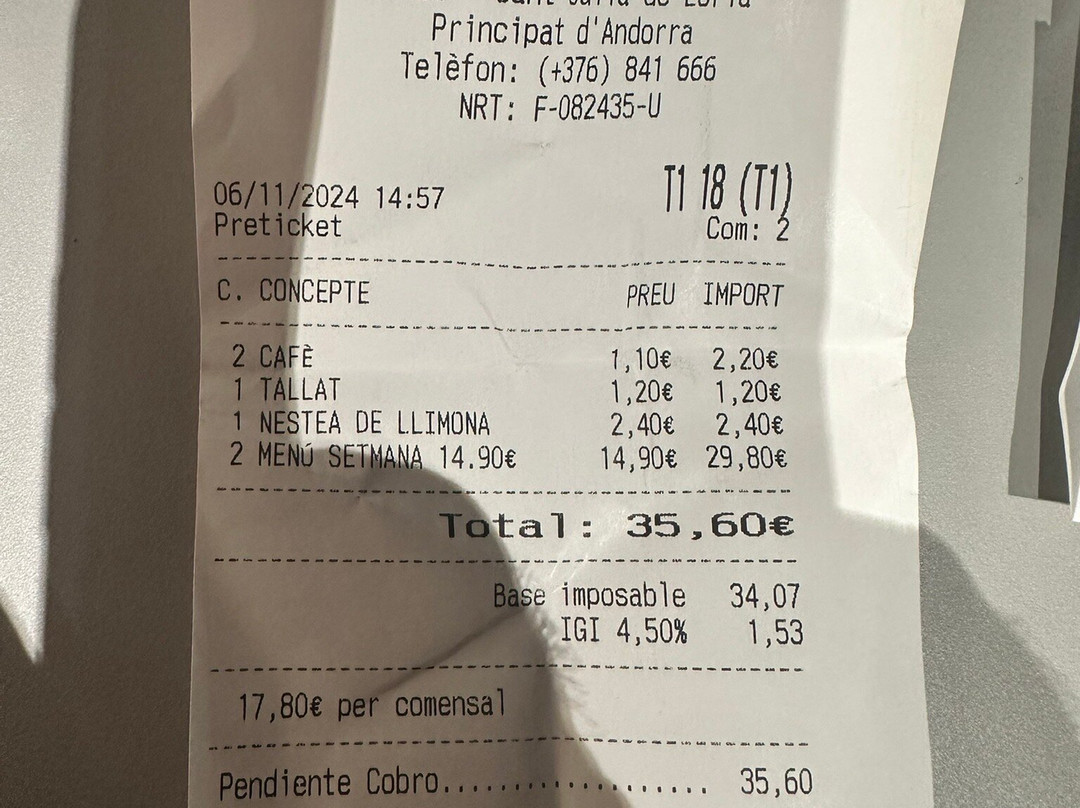 Principat d'Andorra
Telèfon: (+376) 841 666
NRT: F-082435-U
06/11/2024 14:57 T1 18 (T1)
Preticket Com: 2
C. CONCEPTE PREU IMPORT
2 CAFÈ 1,10€ 2,20€
1 TALLAT 1,20€ 1,20€
1 NESTEA DE LLIMONA 2,40€ 2,40€
2 MENÚ SETMANA 14.90€ 14,90€ 29,80€
Total: 35,60€
Base imposable 34,07
IGI 4,50% 1,53
17,80€ per comensal
Pendiente Cobro................. 35,60